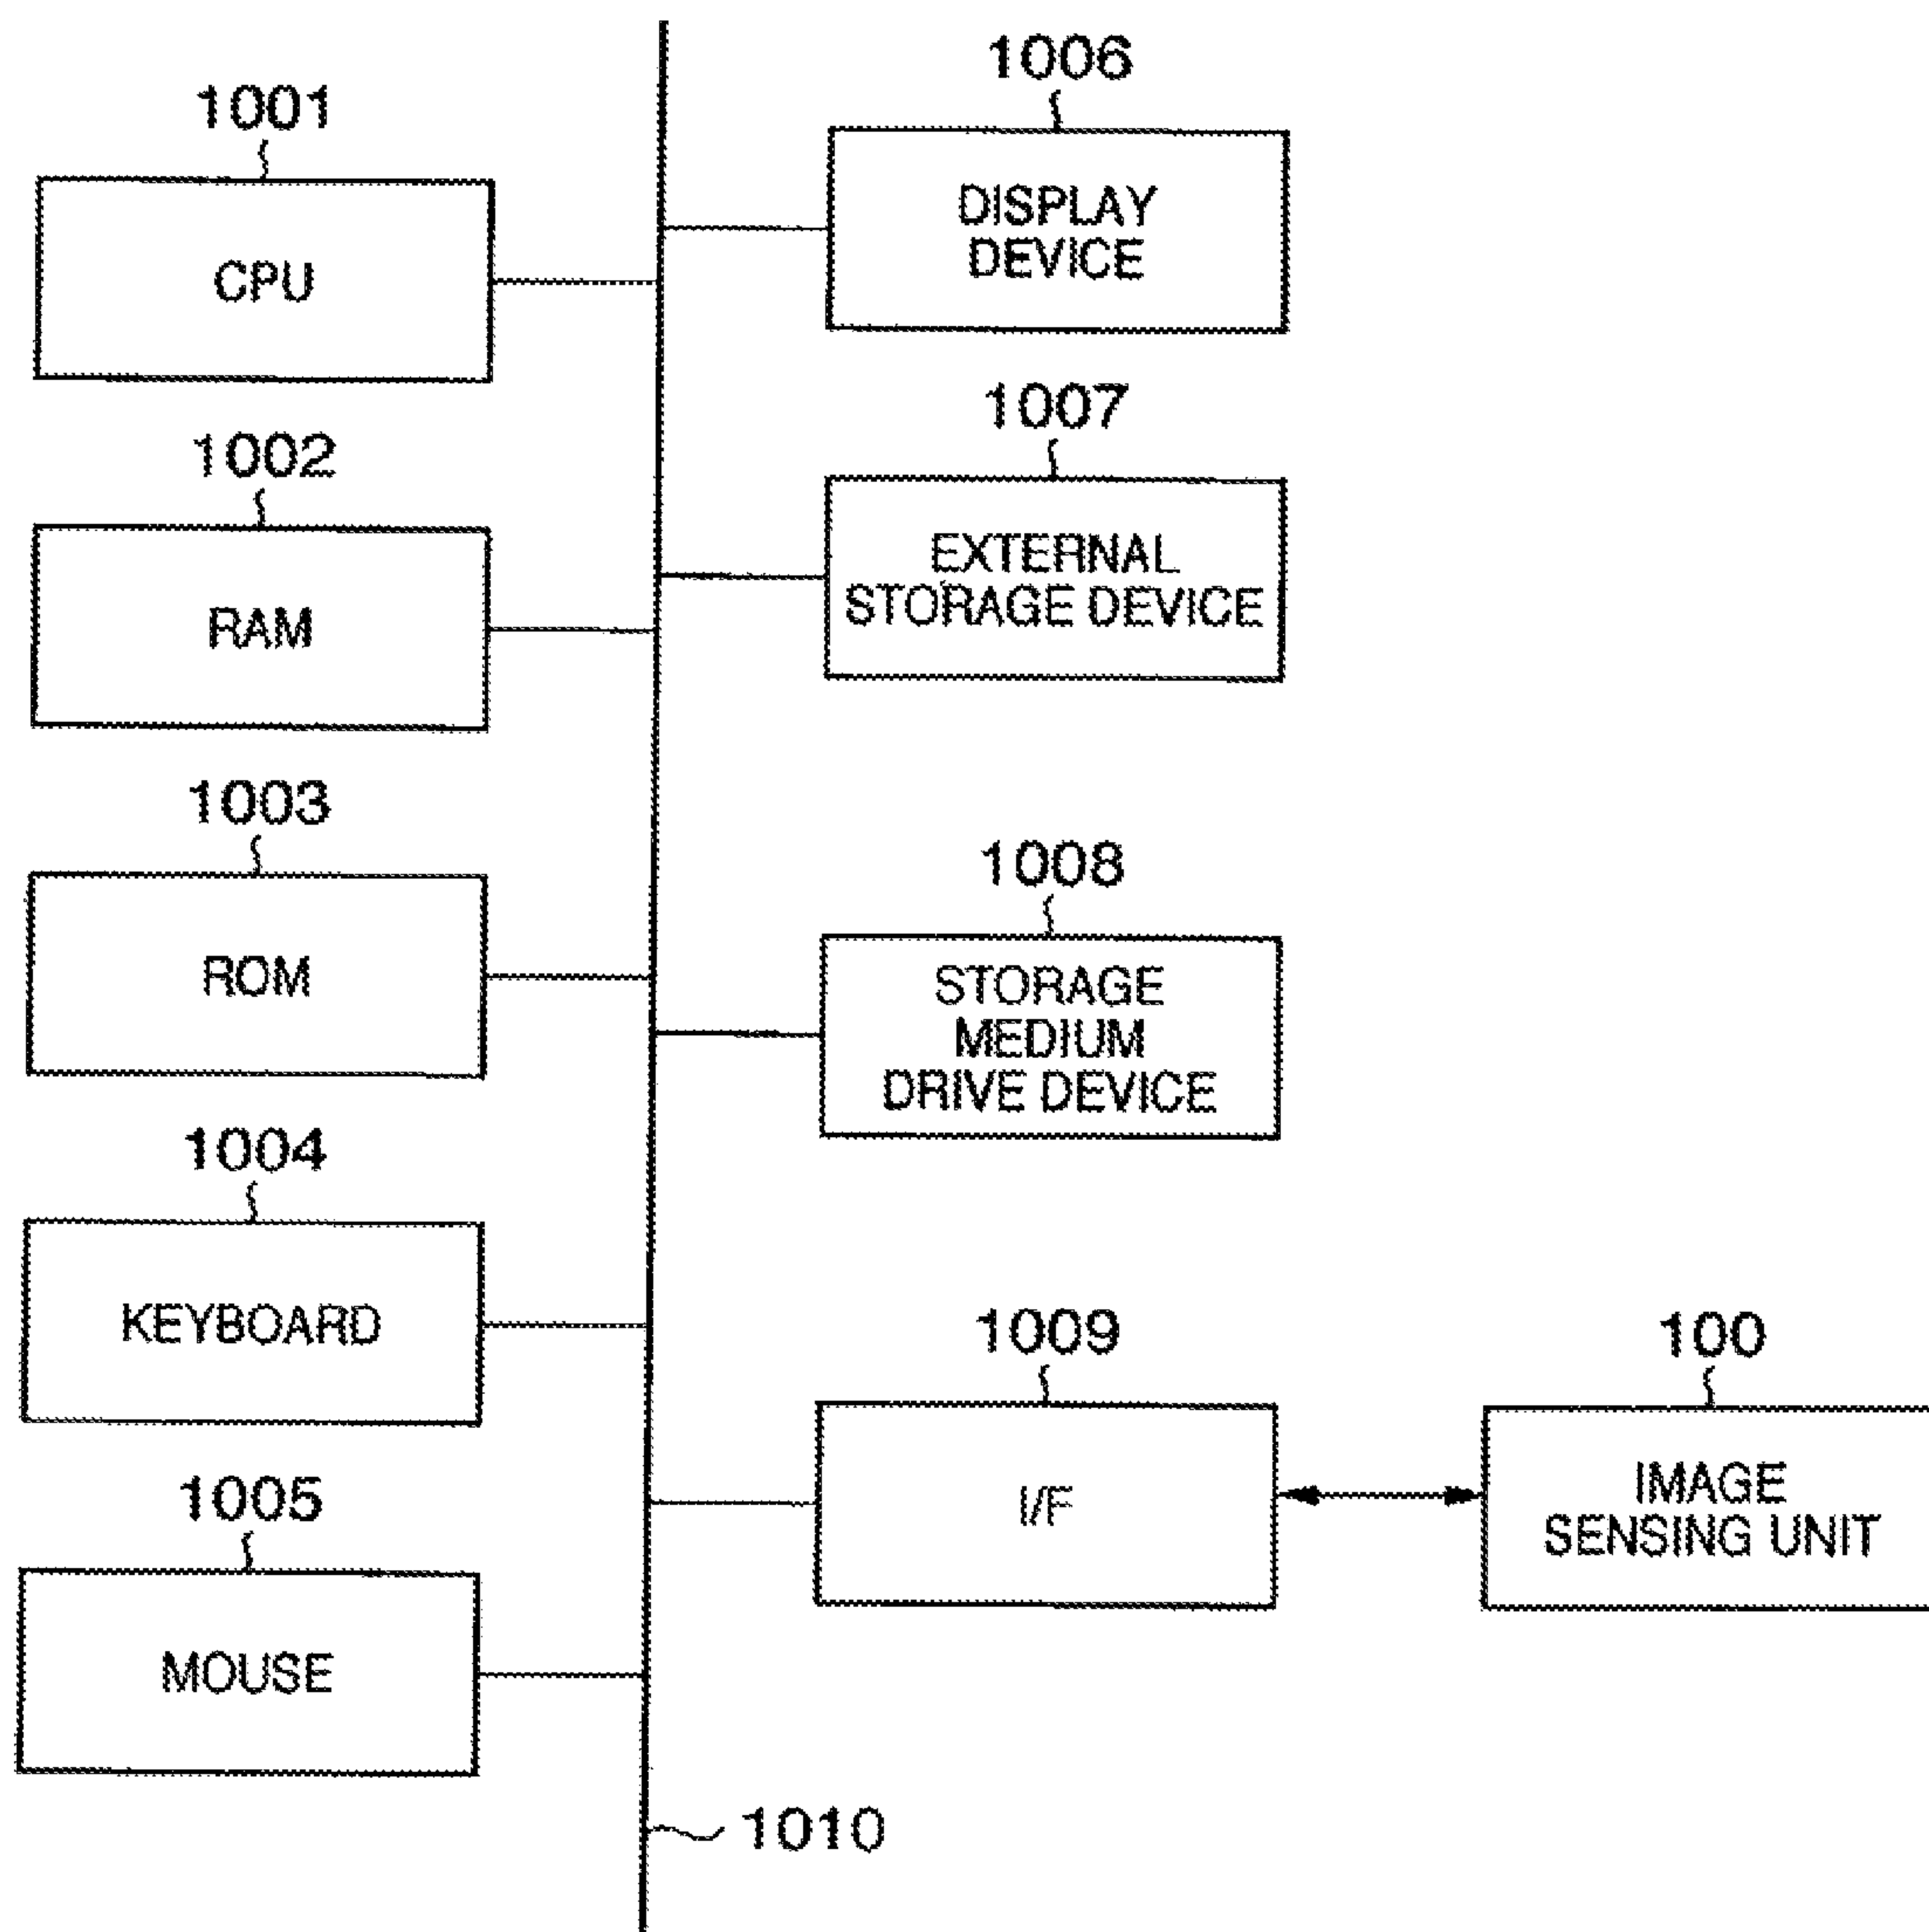 1001
CPU
1002
RAM
1003
ROM
1004
KEYBOARD
1005
MOUSE
1006
DISPLAY
DEVICE
1007
EXTERNAL
STORAGE DEVICE
1008
STORAGE
MEDIUM
DRIVE DEVICE
1009
I/F
100
IMAGE
SENSING UNIT
1010